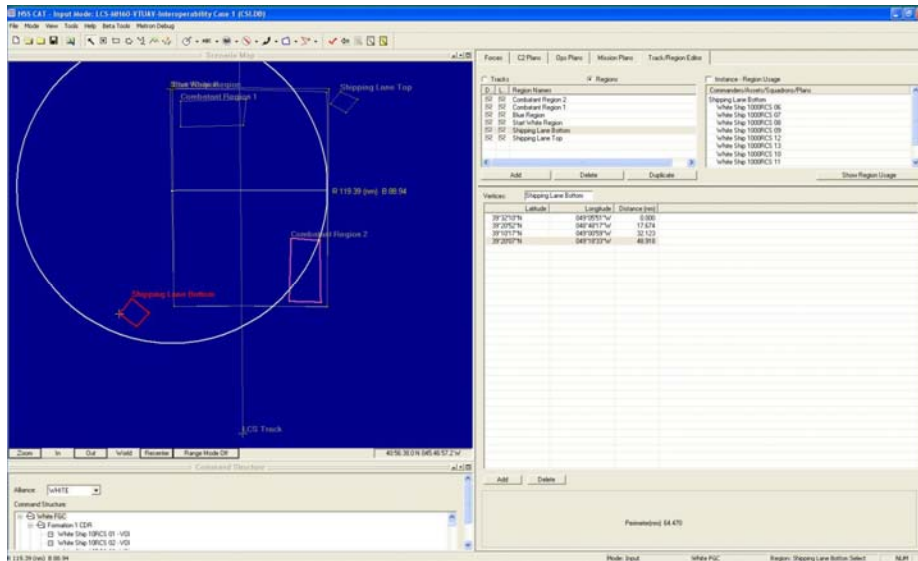 NSS CAT - Input Mode: LCS-MH60-VTUAV-Interoperability Case 1 (CSLDB)
File Mode View Tools Help Beta Tools Metron Debug
Scenario Map
Shipping Lane Top
Combatant Region 1
R 119.39 (nm) B 88.94
Combatant Region 2
Shipping Lane Bottom
LCS Track
Zoom In Out World Recenter Range Mode Off
Command Structure
Alliance: WHITE
Command Structure:
White FGC
Formation 1 CDR
White Ship 10RCS 01 - VOI
White Ship 10RCS 02 - VOI
Forces C2 Plans Ops Plans Mission Plans Track/Region Editor
Tracks Regions Instance - Region Usage
D L Region Names
Combatant Region 2
Combatant Region 1
Blue Region
Start White Region
Shipping Lane Bottom
Shipping Lane Top
Commanders/Assets/Squadrons/Plans
Shipping Lane Bottom
White Ship 1000RCS 06
White Ship 1000RCS 07
White Ship 1000RCS 08
White Ship 1000RCS 09
White Ship 1000RCS 12
White Ship 1000RCS 13
White Ship 1000RCS 10
White Ship 1000RCS 11
Add Delete Duplicate Show Region Usage
Vertices: Shipping Lane Bottom
Latitude Longitude Distance (nm)
0.000
17.674
32.123
49.918
Add Delete
Perimeter(nm) 64.470
R 119.39 (nm) B 88.94
Mode: Input White FGC Region: Shipping Lane Bottom Select NUM